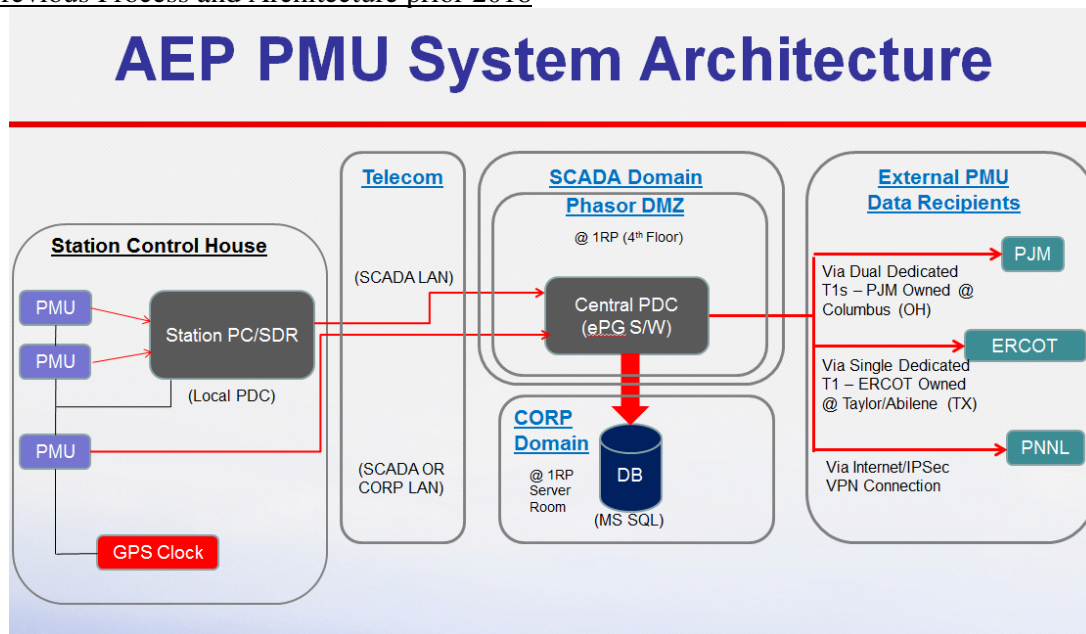 AEP PMU System Architecture
Station Control House
PMU
PMU
PMU
Station PC/SDR
(Local PDC)
GPS Clock
Telecom
(SCADA LAN)
(SCADA OR
CORP LAN)
SCADA Domain
Phasor DMZ
@ 1RP (4th Floor)
Central PDC
(ePG S/W)
CORP
Domain
@ 1RP
Server
Room
DB
(MS SQL)
External PMU
Data Recipients
PJM
Via Dual Dedicated
T1s – PJM Owned @
Columbus (OH)
ERCOT
Via Single Dedicated
T1 – ERCOT Owned
@ Taylor/Abilene (TX)
PNNL
Via Internet/IPSec
VPN Connection